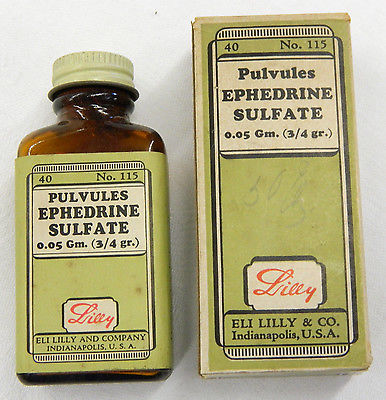 40 No. 115
PULVULES
EPHEDRINE
SULFATE
0.05 Gm. (3/4 gr.)
Lilly
ELI LILLY AND COMPANY
INDIANAPOLIS, U. S. A.
40 No. 115
Pulvules
EPHEDRINE
SULFATE
0.05 Gm. (3/4 gr.)
Lilly
ELI LILLY & CO.
Indianapolis, U.S.A.